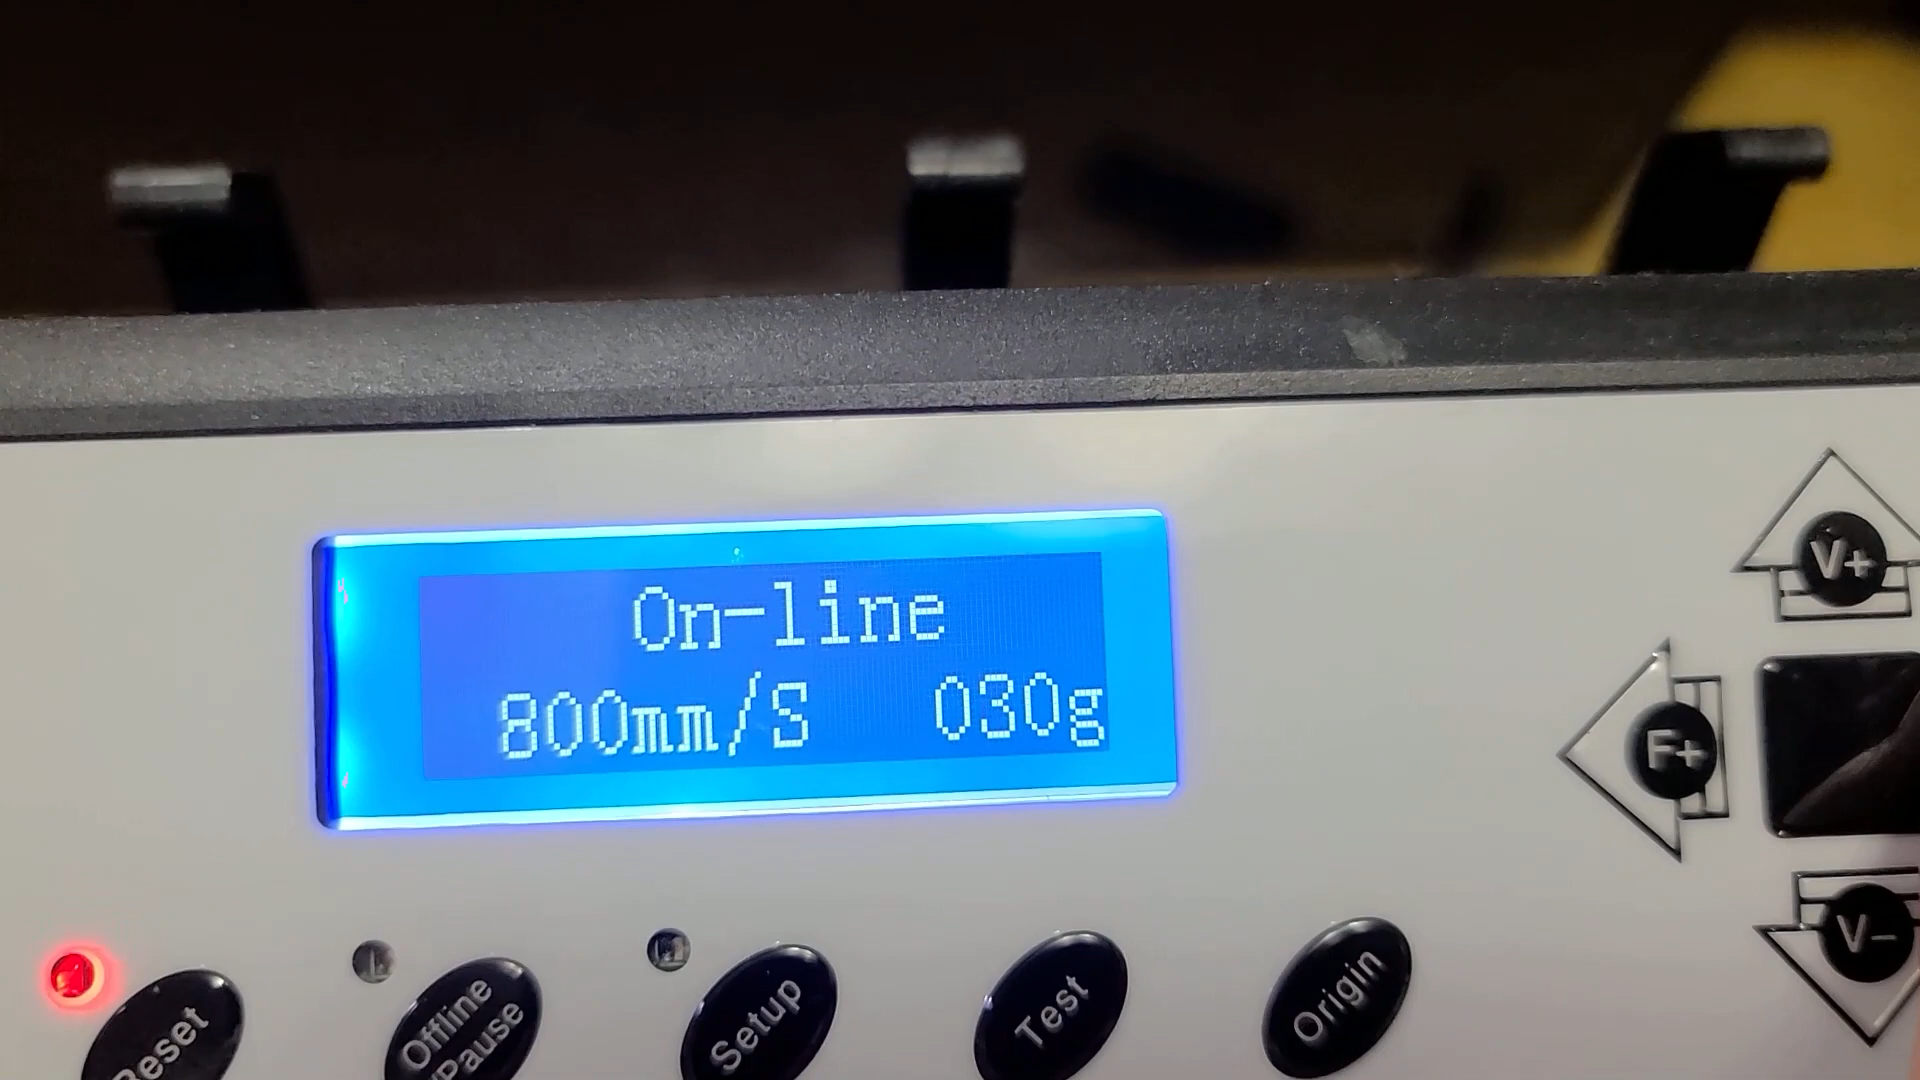 On-line
800mm/S 030g
V+
F+
V-
Reset
Offline
/Pause
Setup
Test
Origin